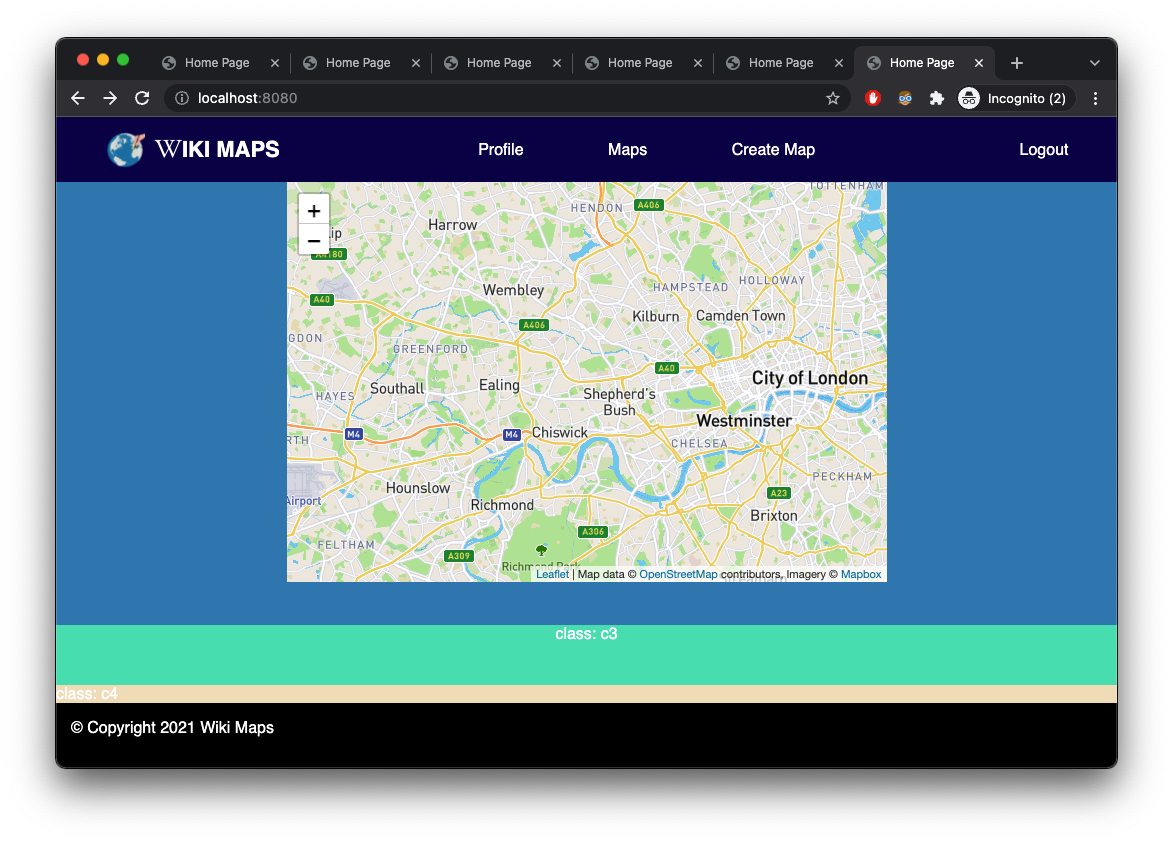 Home Page
Home Page
Home Page
Home Page
Home Page
Home Page
localhost:8080
Incognito (2)
WIKI MAPS
Profile
Maps
Create Map
Logout
+
−
TOTTENHAM
HENDON
A406
Harrow
A4180
A40
Wembley
HAMPSTEAD
HOLLOWAY
Kilburn
Camden Town
A406
GDON
GREENFORD
A40
City of London
Southall
Ealing
Shepherd's
Bush
HAYES
Westminster
RTH
M4
M4
Chiswick
CHELSEA
PECKHAM
Hounslow
A23
Airport
Richmond
Brixton
A306
FELTHAM
A309
Richmond Park
Leaflet | Map data © OpenStreetMap contributors, Imagery © Mapbox
class: c3
class: c4
© Copyright 2021 Wiki Maps